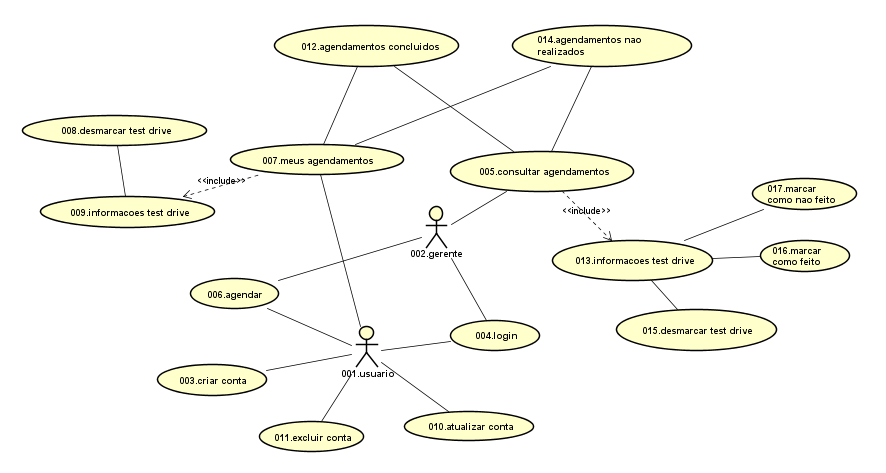 012.agendamentos concluidos
014.agendamentos nao
realizados
008.desmarcar test drive
007.meus agendamentos
005.consultar agendamentos
<<include>>
009.informacoes test drive
<<include>>
017.marcar
como nao feito
002.gerente
013.informacoes test drive
016.marcar
como feito
006.agendar
004.login
015.desmarcar test drive
001.usuario
003.criar conta
011.excluir conta
010.atualizar conta